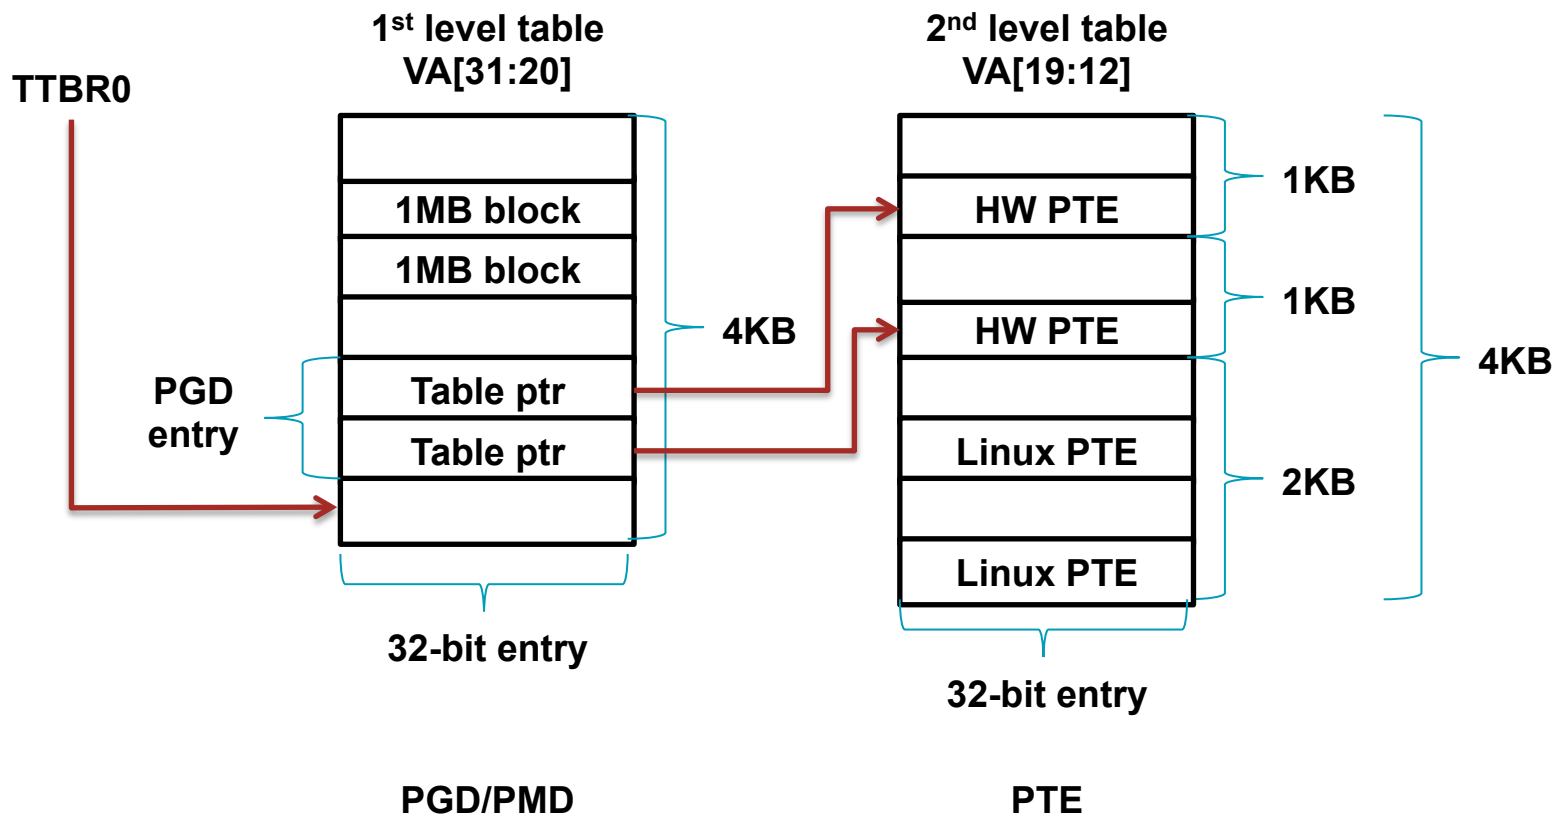 1st level table
VA[31:20]
2nd level table
VA[19:12]
TTBR0
1MB block
1MB block
Table ptr
Table ptr
4KB
PGD
entry
HW PTE
HW PTE
Linux PTE
Linux PTE
1KB
1KB
2KB
4KB
32-bit entry
32-bit entry
PGD/PMD
PTE